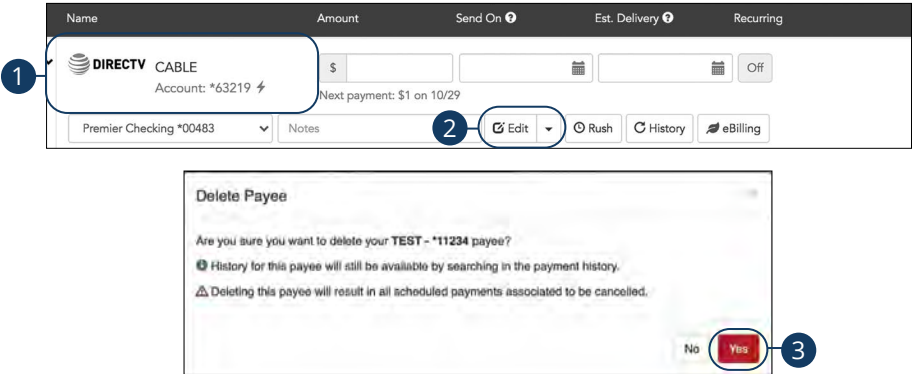 Name Amount Send On ? Est. Delivery ? Recurring
1
DIRECTV CABLE
$ Off
Account: *63219
Next payment: $1 on 10/29
Premier Checking *00483 Notes 2 Edit Rush History eBilling
Delete Payee
Are you sure you want to delete your TEST - *11234 payee?
History for this payee will still be available by searching in the payment history.
Deleting this payee will result in all scheduled payments associated to be cancelled.
No Yes 3